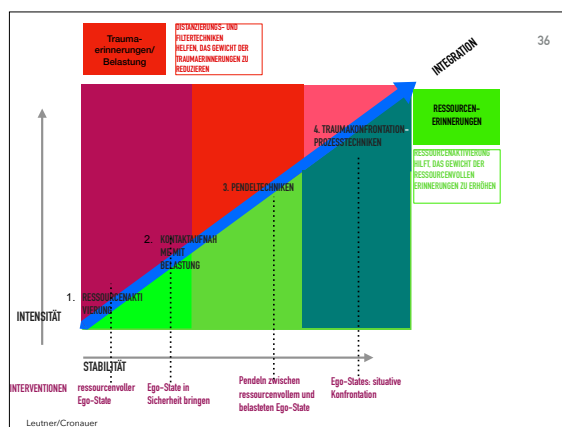 Trauma-
erinnerungen/
Belastung
DISTANZIERUNGS- UND
FILTERTECHNIKEN
HELFEN, DAS GEWICHT DER
TRAUMAERINNERUNGEN ZU
REDUZIEREN
36
INTEGRATION
RESSOURCEN-
ERINNERUNGEN
4. TRAUMAKONFRONTATION-
PROZESSTECHNIKEN
RESSOURCENAKTIVIERUNG
HILFT, DAS GEWICHT DER
RESSOURCENVOLLEN
ERINNERUNGEN ZU ERHÖHEN
3. PENDELTECHNIKEN
2. KONTAKTAUFNAH
ME MIT
BELASTUNG
1. RESSOURCENAKTI
VIERUNG
INTENSITÄT
STABILITÄT
INTERVENTIONEN
ressourcenvoller
Ego-State
Ego-State in
Sicherheit bringen
Pendeln zwischen
ressourcenvollem und
belasteten Ego-State
Ego-States: situative
Konfrontation
Leutner/Cronauer